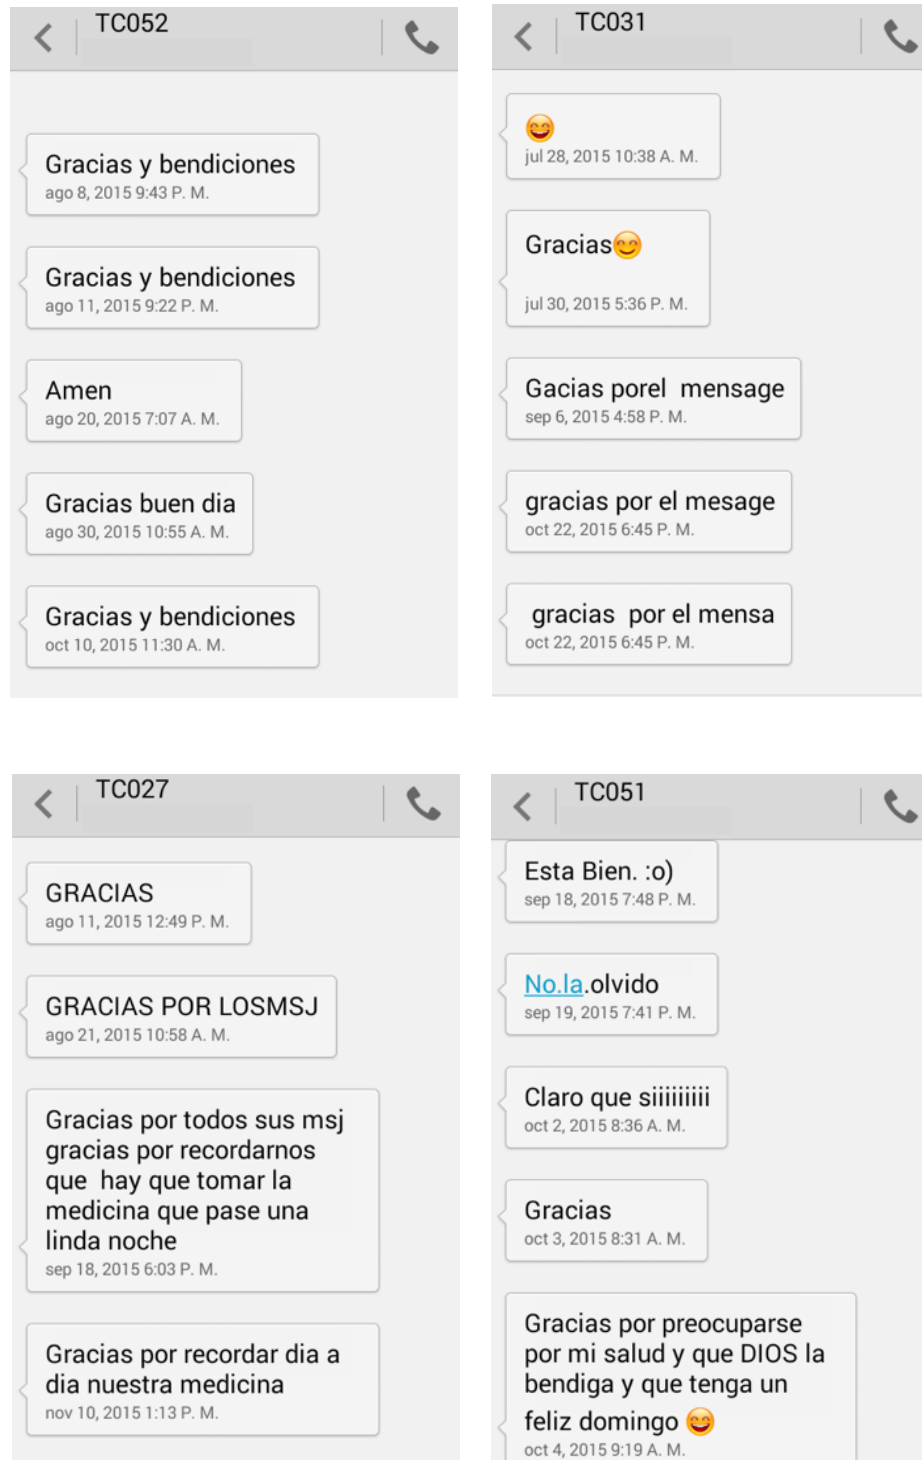 TC052
Gracias y bendiciones
ago 8, 2015 9:43 P. M.
Gracias y bendiciones
ago 11, 2015 9:22 P. M.
Amen
ago 20, 2015 7:07 A. M.
Gracias buen dia
ago 30, 2015 10:55 A. M.
Gracias y bendiciones
oct 10, 2015 11:30 A. M.
TC031
😄
jul 28, 2015 10:38 A. M.
Gracias😊
jul 30, 2015 5:36 P. M.
Gacias porel  mensage
sep 6, 2015 4:58 P. M.
gracias por el mesage
oct 22, 2015 6:45 P. M.
gracias  por el mensa
oct 22, 2015 6:45 P. M.
TC027
GRACIAS
ago 11, 2015 12:49 P. M.
GRACIAS POR LOSMSJ
ago 21, 2015 10:58 A. M.
Gracias por todos sus msj
gracias por recordarnos
que  hay que tomar la
medicina que pase una
linda noche
sep 18, 2015 6:03 P. M.
Gracias por recordar dia a
dia nuestra medicina
nov 10, 2015 1:13 P. M.
TC051
Esta Bien. :o)
sep 18, 2015 7:48 P. M.
No.la.olvido
sep 19, 2015 7:41 P. M.
Claro que siiiiiiiii
oct 2, 2015 8:36 A. M.
Gracias
oct 3, 2015 8:31 A. M.
Gracias por preocuparse
por mi salud y que DIOS la
bendiga y que tenga un
feliz domingo 😄
oct 4, 2015 9:19 A. M.